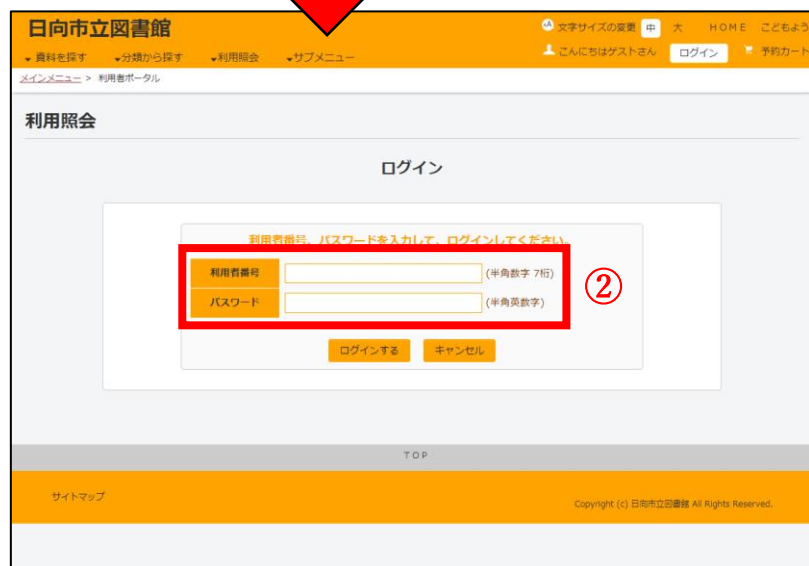 日向市立図書館
文字サイズの変更 中 大 HOME こどもよう
資料を探す 分類から探す 利用照会 サブメニュー
こんにちはゲストさん ログイン 予約カート
メインメニュー > 利用者ポータル
利用照会
ログイン
利用者番号、パスワードを入力して、ログインしてください。
利用者番号 (半角数字 7桁)
②
パスワード (半角英数字)
ログインする キャンセル
TOP
サイトマップ
Copyright (c) 日向市立図書館 All Rights Reserved.